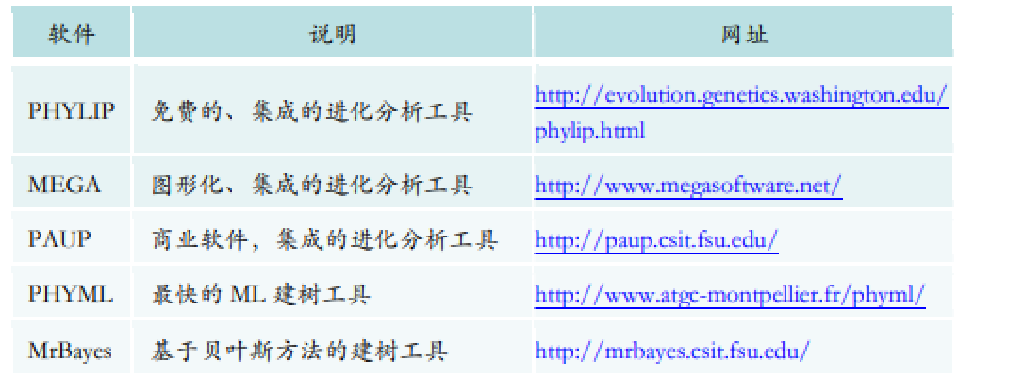 软件 说明 网址
http://evolution.genetics.washington.edu/
PHYLIP 免费的、集成的进化分析工具
phylip.html
MEGA 图形化、集成的进化分析工具 http://www.megasoftware.net/
PAUP 商业软件，集成的进化分析工具 http://paup.csit.fsu.edu/
PHYML 最快的 ML 建树工具 http://www.atgc-montpellier.fr/phyml/
MrBayes 基于贝叶斯方法的建树工具 http://mrbayes.csit.fsu.edu/